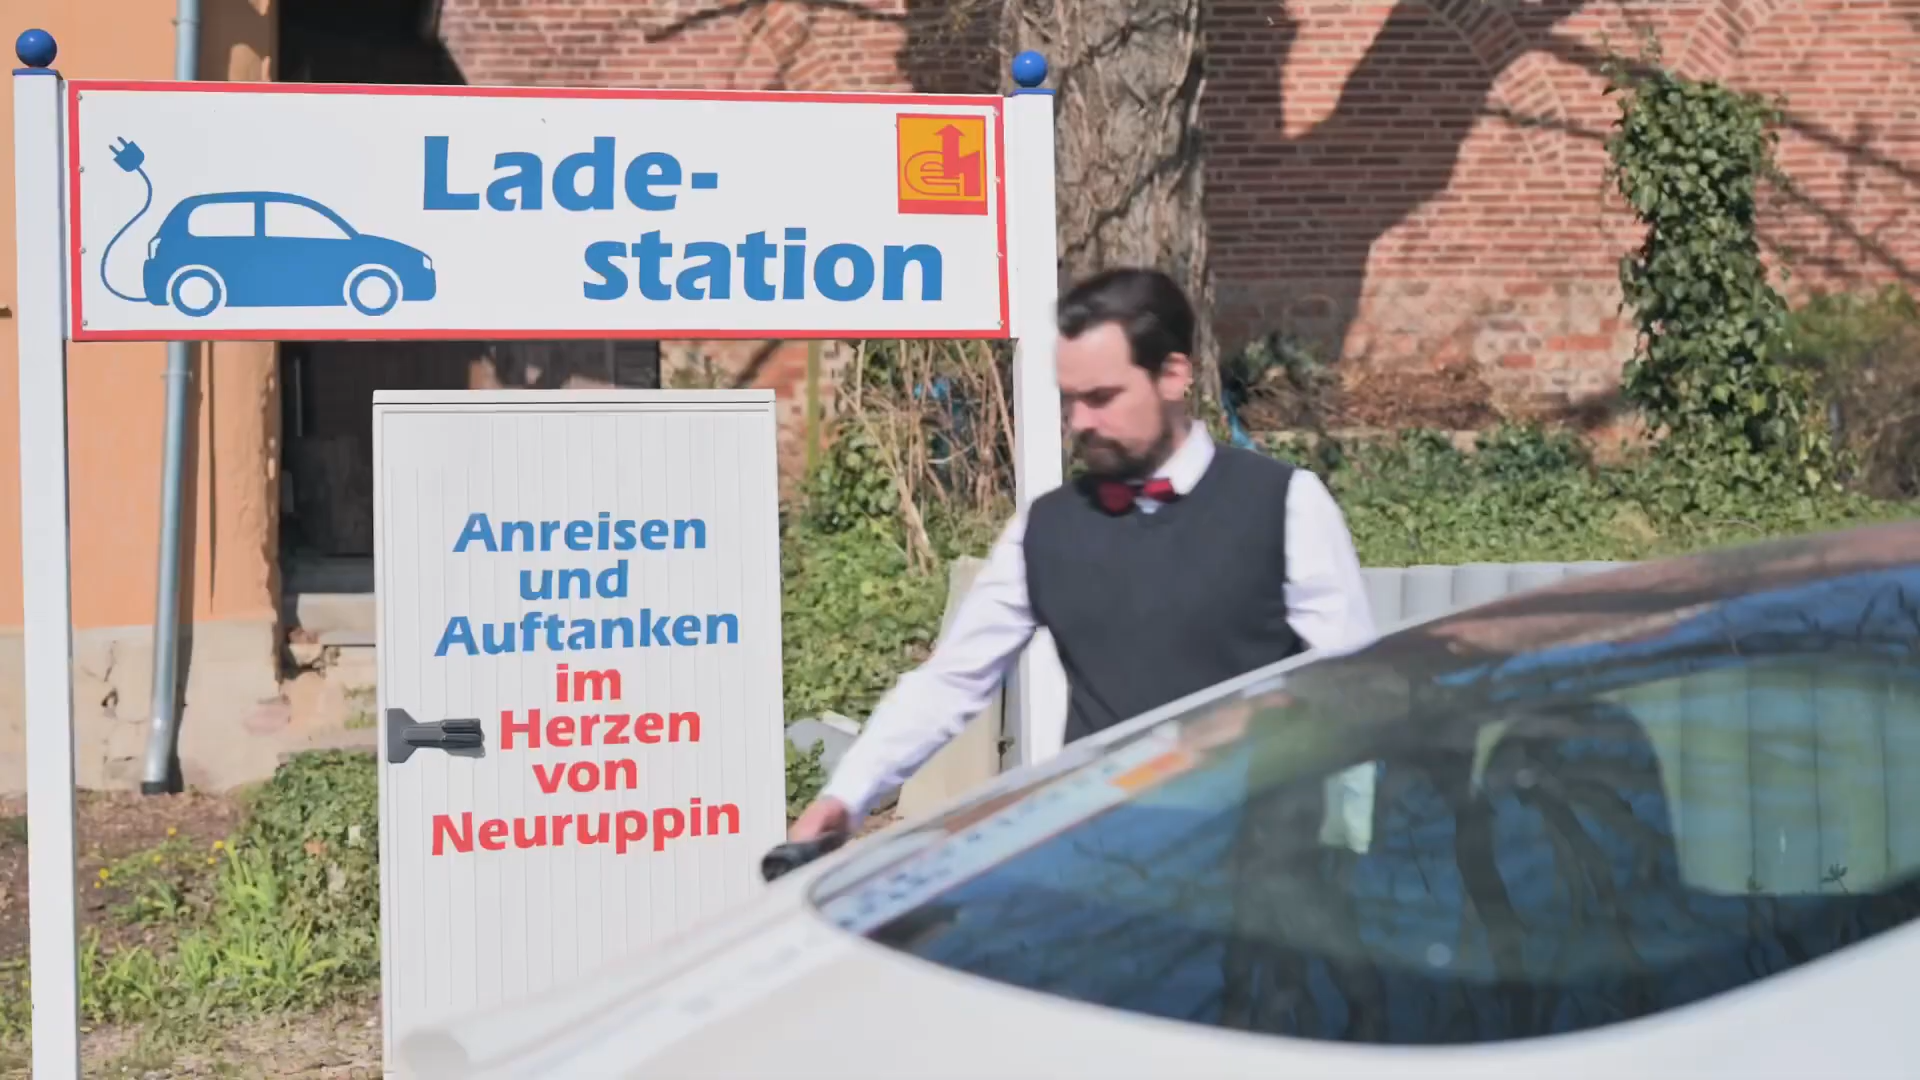 Lade-
station
Anreisen
und
Auftanken
im
Herzen
von
Neuruppin